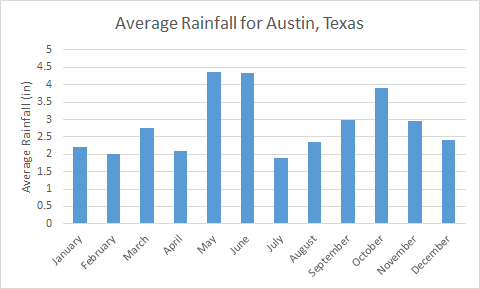 Average Rainfall for Austin, Texas
Average Rainfall (in)
5
4.5
4
3.5
3
2.5
2
1.5
1
0.5
0
January
February
March
April
May
June
July
August
September
October
November
December